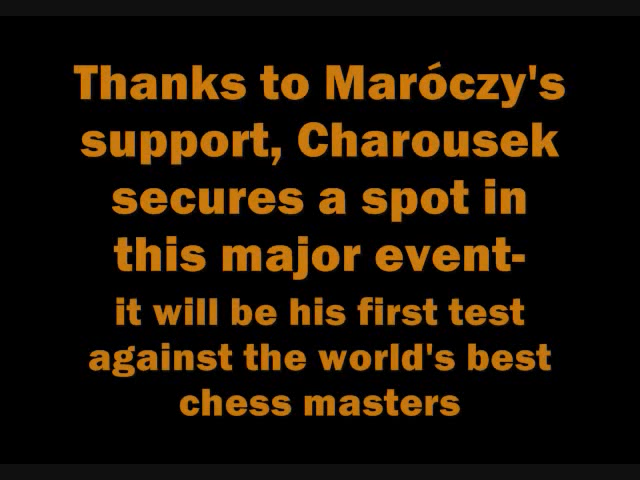 Thanks to Maróczy's
support, Charousek
secures a spot in
this major event-
it will be his first test
against the world's best
chess masters